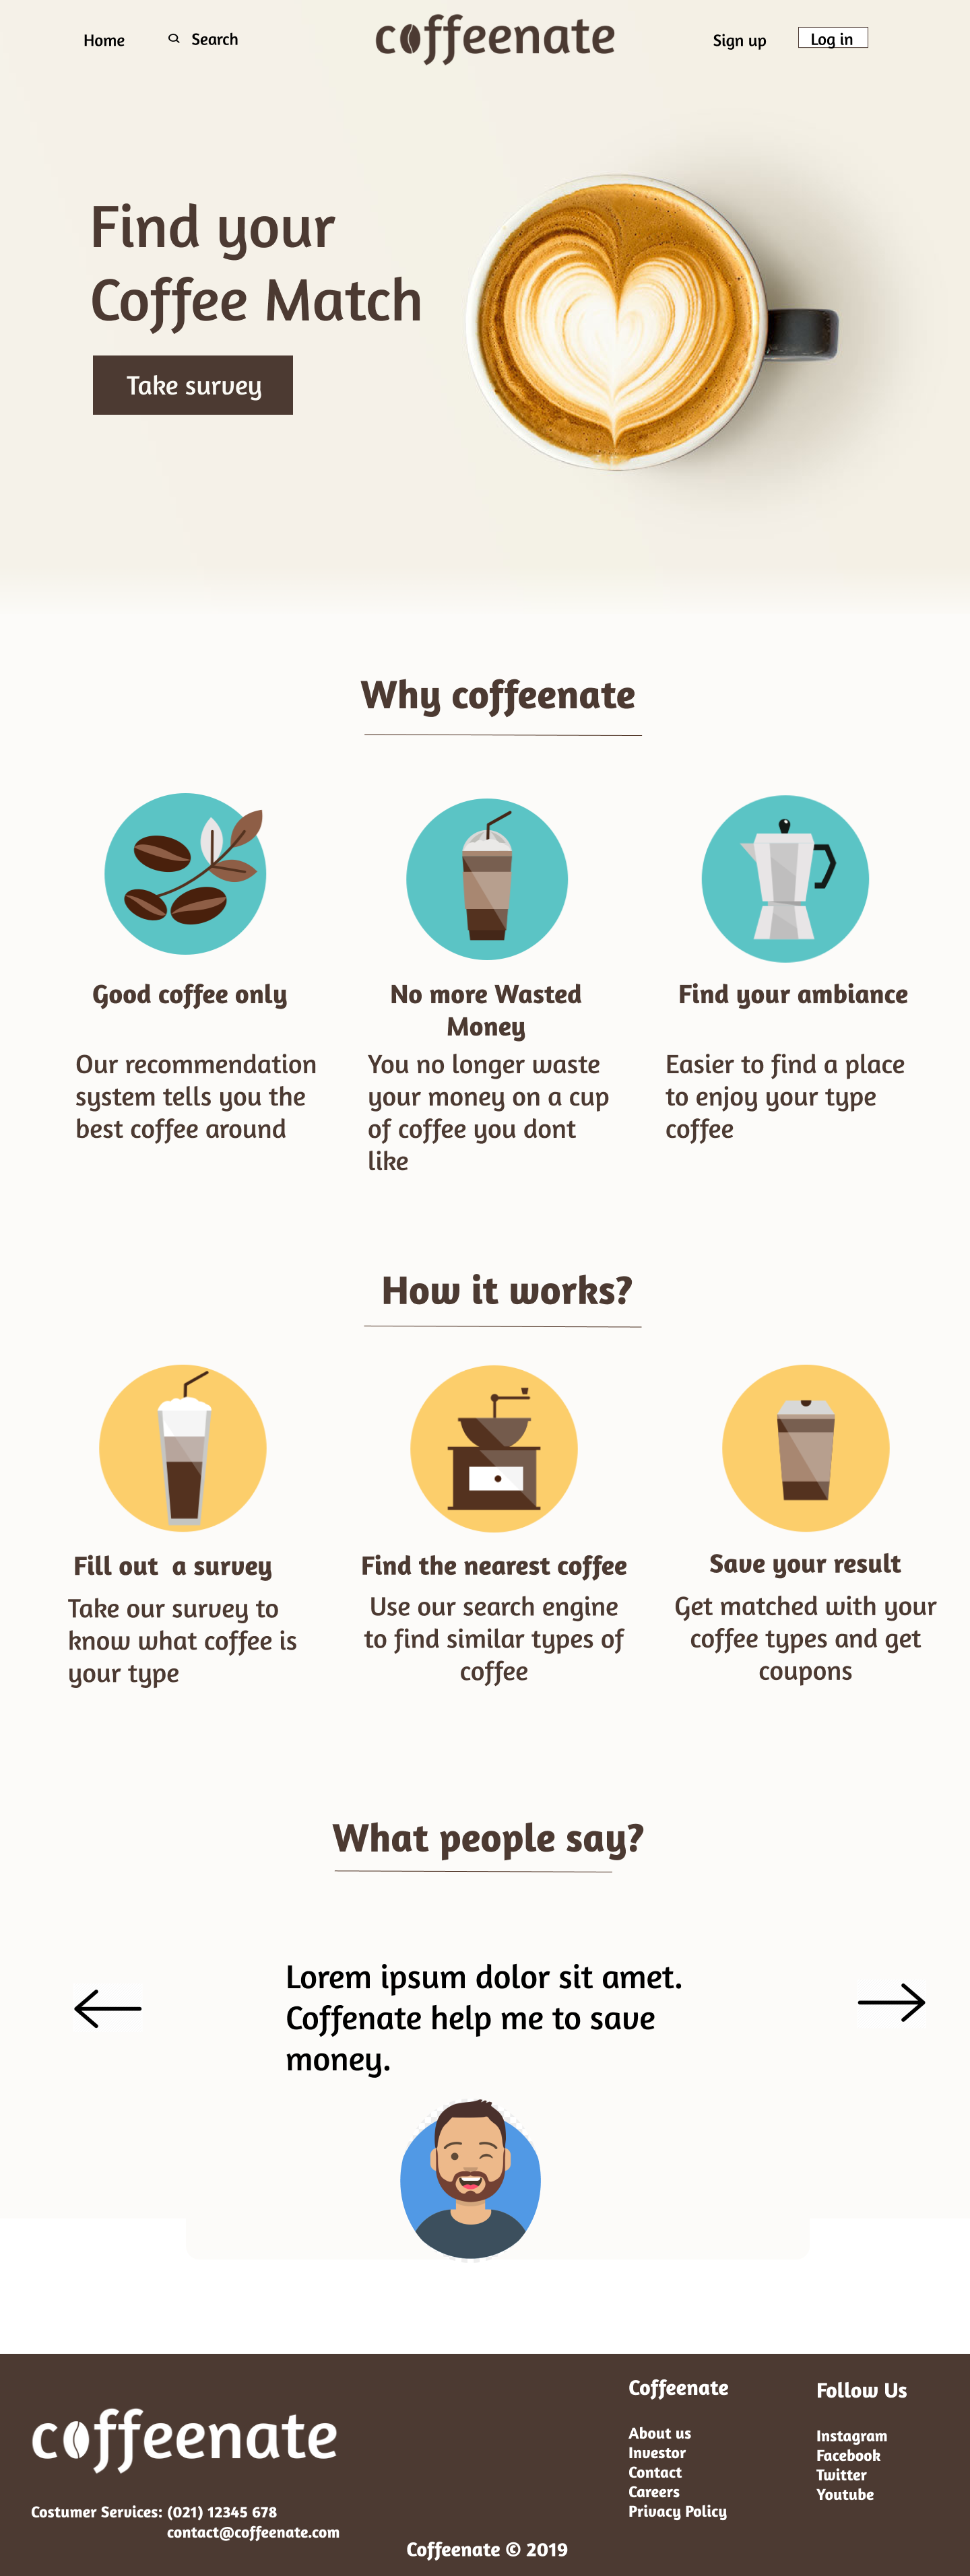 Home
Search
coffeenate
Sign up
Log in
Find your
Coffee Match
Take survey
Why coffeenate
Good coffee only
Our recommendation
system tells you the
best coffee around
No more Wasted
Money
You no longer waste
your money on a cup
of coffee you dont
like
Find your ambiance
Easier to find a place
to enjoy your type
coffee
How it works?
Fill out  a survey
Take our survey to
know what coffee is
your type
Find the nearest coffee
Use our search engine
to find similar types of
coffee
Save your result
Get matched with your
coffee types and get
coupons
What people say?
Lorem ipsum dolor sit amet.
Coffenate help me to save
money.
coffeenate
Costumer Services: (021) 12345 678
contact@coffeenate.com
Coffeenate
About us
Investor
Contact
Careers
Privacy Policy
Follow Us
Instagram
Facebook
Twitter
Youtube
Coffeenate © 2019